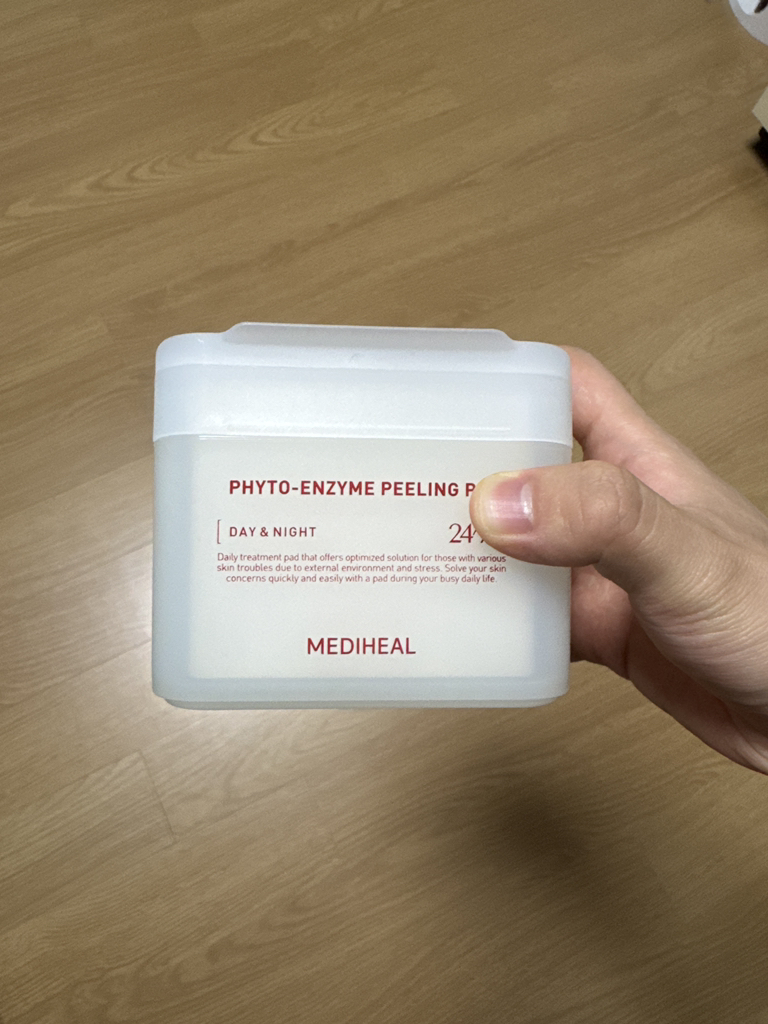 PHYTO-ENZYME PEELING
DAY & NIGHT 24
Daily treatment pad that offers optimized solution for those with various
skin troubles due to external environment and stress. Solve your skin
concerns quickly and easily with a pad during your busy daily life.
MEDIHEAL